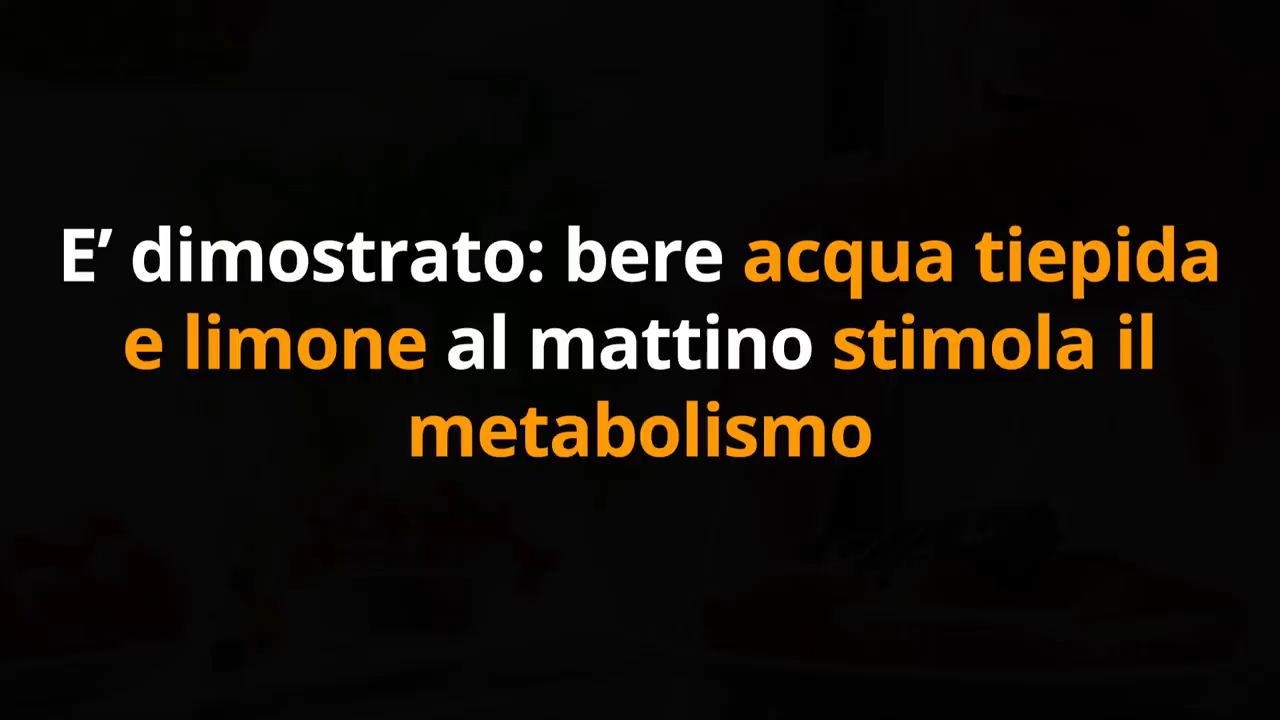 E’ dimostrato: bere acqua tiepida
e limone al mattino stimola il
metabolismo